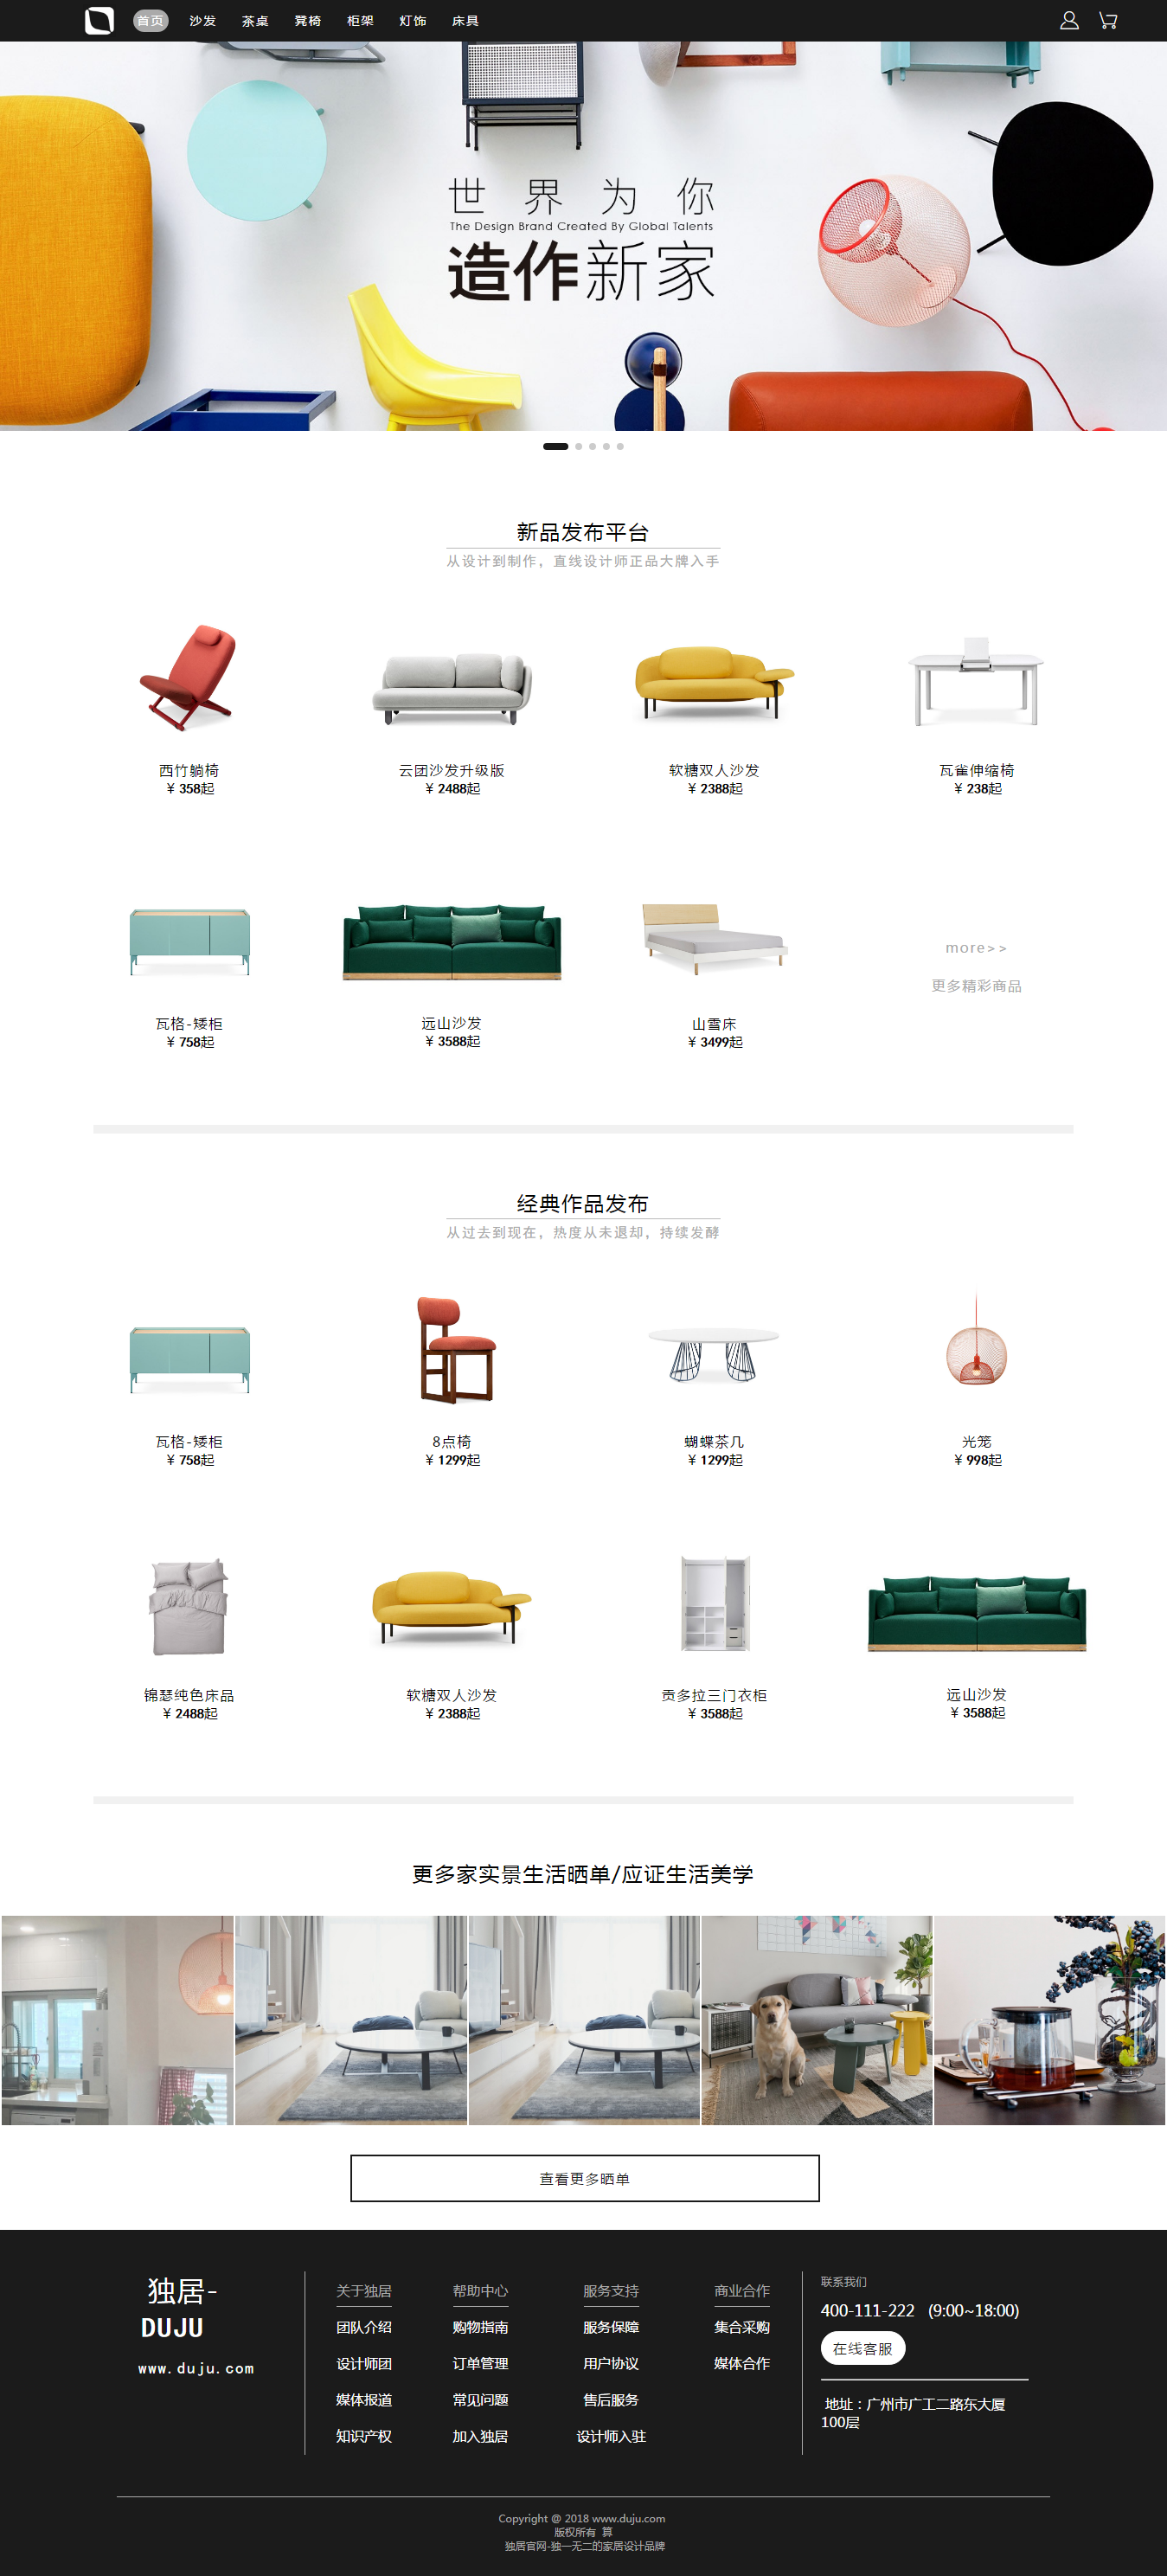 首页 沙发 茶桌 凳椅 柜架 灯饰 床具
世界为你
The Design Brand Created By Global Talents
造作新家
新品发布平台
从设计到制作，直线设计师正品大牌入手
西竹躺椅 云团沙发升级版 软糖双人沙发 瓦雀伸缩椅
¥ 358起 ¥ 2488起 ¥ 2388起 ¥ 238起
more>>
更多精彩商品
瓦格-矮柜 远山沙发 山雪床
¥ 758起 ¥ 3588起 ¥ 3499起
经典作品发布
从过去到现在，热度从未退却，持续发酵
瓦格-矮柜 8点椅 蝴蝶茶几 光笼
¥ 758起 ¥ 1299起 ¥ 1299起 ¥ 998起
锦瑟纯色床品 软糖双人沙发 贡多拉三门衣柜 远山沙发
¥ 2488起 ¥ 2388起 ¥ 3588起 ¥ 3588起
更多家实景生活晒单/应证生活美学
查看更多晒单
独居-
DUJU
www.duju.com
关于独居 帮助中心 服务支持 商业合作
团队介绍 购物指南 服务保障 集合采购
设计师团 订单管理 用户协议 媒体合作
媒体报道 常见问题 售后服务
知识产权 加入独居 设计师入驻
联系我们
400-111-222 (9:00~18:00)
在线客服
地址：广州市广工二路东大厦
100层
Copyright @ 2018 www.duju.com
版权所有 算
独居官网-独一无二的家居设计品牌